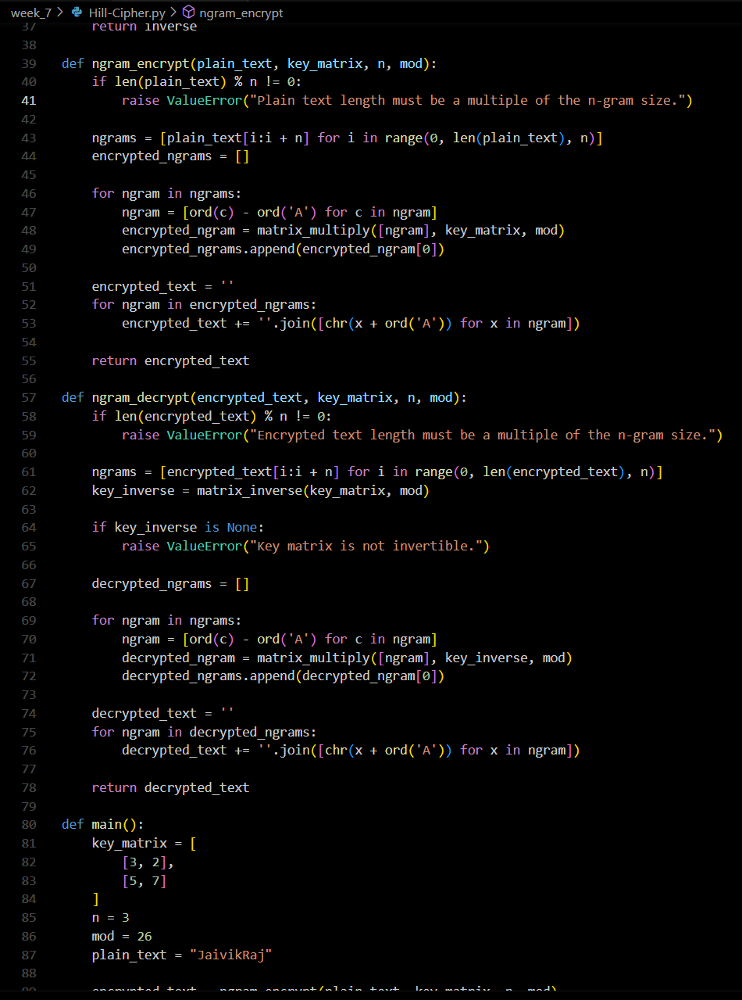 week_7 > Hill-Cipher.py > ngram_encrypt
37 return inverse
38
39 def ngram_encrypt(plain_text, key_matrix, n, mod):
40     if len(plain_text) % n != 0:
41         raise ValueError("Plain text length must be a multiple of the n-gram size.")
42
43     ngrams = [plain_text[i:i + n] for i in range(0, len(plain_text), n)]
44     encrypted_ngrams = []
45
46     for ngram in ngrams:
47         ngram = [ord(c) - ord('A') for c in ngram]
48         encrypted_ngram = matrix_multiply([ngram], key_matrix, mod)
49         encrypted_ngrams.append(encrypted_ngram[0])
50
51     encrypted_text = ''
52     for ngram in encrypted_ngrams:
53         encrypted_text += ''.join([chr(x + ord('A')) for x in ngram])
54
55     return encrypted_text
56
57 def ngram_decrypt(encrypted_text, key_matrix, n, mod):
58     if len(encrypted_text) % n != 0:
59         raise ValueError("Encrypted text length must be a multiple of the n-gram size.")
60
61     ngrams = [encrypted_text[i:i + n] for i in range(0, len(encrypted_text), n)]
62     key_inverse = matrix_inverse(key_matrix, mod)
63
64     if key_inverse is None:
65         raise ValueError("Key matrix is not invertible.")
66
67     decrypted_ngrams = []
68
69     for ngram in ngrams:
70         ngram = [ord(c) - ord('A') for c in ngram]
71         decrypted_ngram = matrix_multiply([ngram], key_inverse, mod)
72         decrypted_ngrams.append(decrypted_ngram[0])
73
74     decrypted_text = ''
75     for ngram in decrypted_ngrams:
76         decrypted_text += ''.join([chr(x + ord('A')) for x in ngram])
77
78     return decrypted_text
79
80 def main():
81     key_matrix = [
82         [3, 2],
83         [5, 7]
84     ]
85     n = 3
86     mod = 26
87     plain_text = "JaivikRaj"
88
89     encrypted_text = ngram_encrypt(plain_text, key_matrix, n, mod)